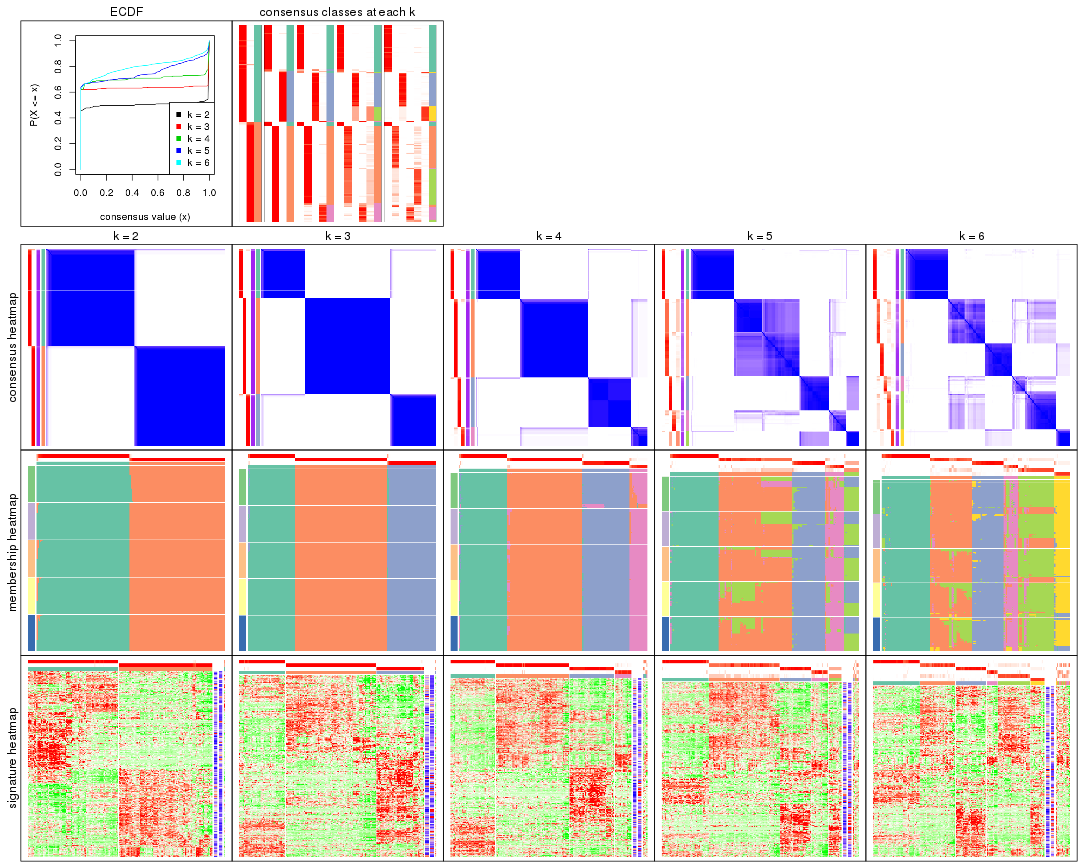 ECDF
consensus classes at each k
P(X <= x)
0.0 0.2 0.4 0.6 0.8 1.0
k = 2
k = 3
k = 4
k = 5
k = 6
0.0 0.2 0.4 0.6 0.8 1.0
consensus value (x)
k = 2
k = 3
k = 4
k = 5
k = 6
consensus heatmap
membership heatmap
signature heatmap